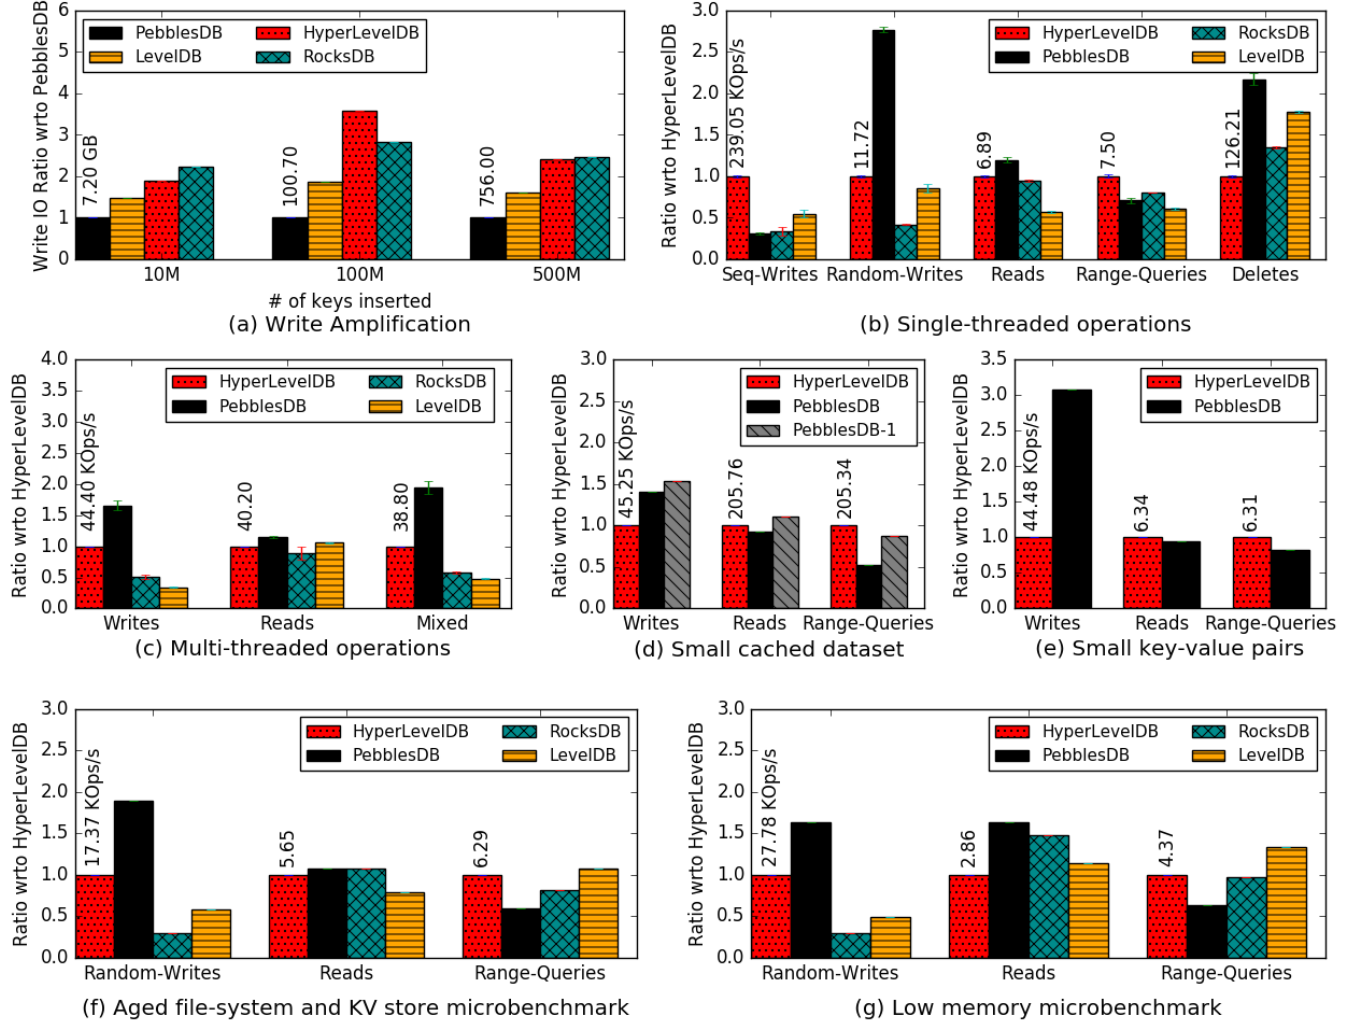 Write IO Ratio wrto PebblesDB
6
5
4
3
2
1
0
PebblesDB
LevelDB
HyperLevelDB
RocksDB
7.20 GB
100.70
756.00
10M
100M
500M
# of keys inserted
(a) Write Amplification
Ratio wrto HyperLevelDB
3.0
2.5
2.0
1.5
1.0
0.5
0.0
HyperLevelDB
PebblesDB
RocksDB
LevelDB
239.05 KOps/s
11.72
6.89
7.50
126.21
Seq-Writes
Random-Writes
Reads
Range-Queries
Deletes
(b) Single-threaded operations
Ratio wrto HyperLevelDB
4.0
3.5
3.0
2.5
2.0
1.5
1.0
0.5
0.0
HyperLevelDB
PebblesDB
RocksDB
LevelDB
44.40 KOps/s
40.20
38.80
Writes
Reads
Mixed
(c) Multi-threaded operations
Ratio wrto HyperLevelDB
3.0
2.5
2.0
1.5
1.0
0.5
0.0
HyperLevelDB
PebblesDB
PebblesDB-1
45.25 KOps/s
205.76
205.34
Writes
Reads
Range-Queries
(d) Small cached dataset
Ratio wrto HyperLevelDB
3.5
3.0
2.5
2.0
1.5
1.0
0.5
0.0
HyperLevelDB
PebblesDB
44.48 KOps/s
6.34
6.31
Writes
Reads
Range-Queries
(e) Small key-value pairs
Ratio wrto HyperLevelDB
3.0
2.5
2.0
1.5
1.0
0.5
0.0
HyperLevelDB
PebblesDB
RocksDB
LevelDB
17.37 KOps/s
5.65
6.29
Random-Writes
Reads
Range-Queries
(f) Aged file-system and KV store microbenchmark
Ratio wrto HyperLevelDB
3.0
2.5
2.0
1.5
1.0
0.5
0.0
HyperLevelDB
PebblesDB
RocksDB
LevelDB
27.78 KOps/s
2.86
4.37
Random-Writes
Reads
Range-Queries
(g) Low memory microbenchmark